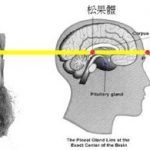 松果體
Corpus
Pituitary gland
The Pineal Gland Lies at the
Exact Center of the Brain